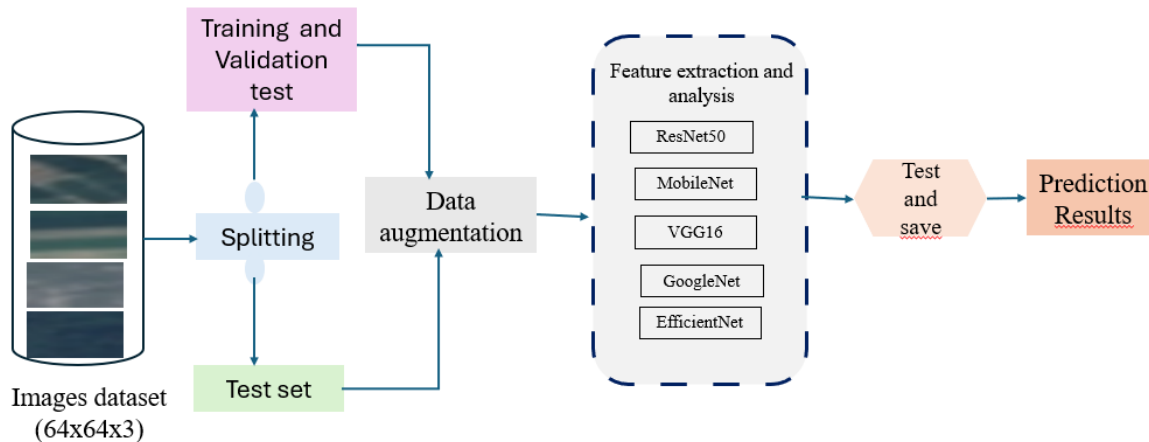 Images dataset
(64x64x3)
Splitting
Training and
Validation
test
Test set
Data
augmentation
Feature extraction and
analysis
ResNet50
MobileNet
VGG16
GoogleNet
EfficientNet
Test
and
save
Prediction
Results